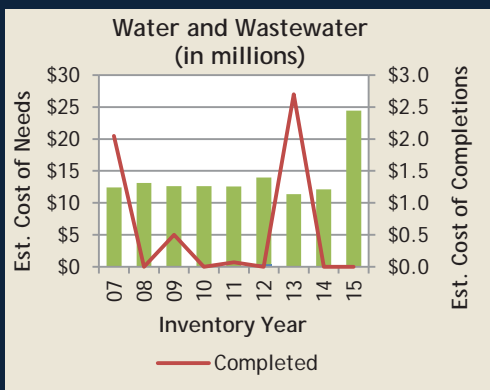 Water and Wastewater
(in millions)
Est. Cost of Needs
$30
$25
$20
$15
$10
$5
$0
$3.0
$2.5
$2.0
$1.5
$1.0
$0.5
$0.0
Est. Cost of Completions
07 08 09 10 11 12 13 14 15
Inventory Year
Completed